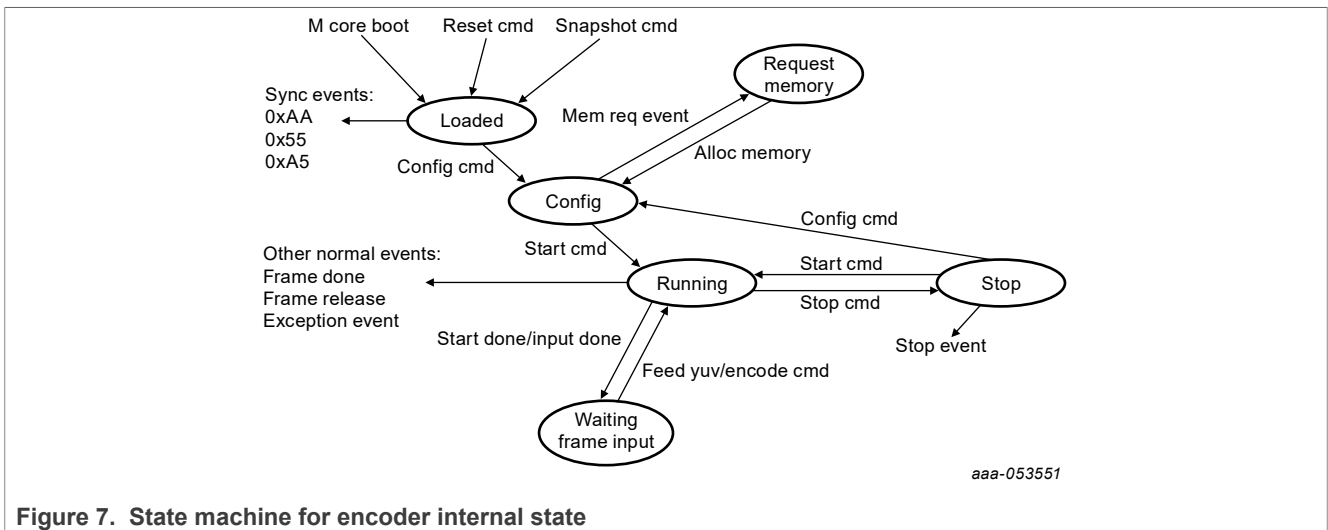 M core boot
Reset cmd
Snapshot cmd
Request
memory
Sync events:
0xAA
0x55
0xA5
Loaded
Mem req event
Alloc memory
Config cmd
Config
Config cmd
Start cmd
Other normal events:
Frame done
Frame release
Exception event
Running
Start cmd
Stop cmd
Stop
Stop event
Start done/input done
Feed yuv/encode cmd
Waiting
frame input
aaa-053551
Figure 7. State machine for encoder internal state